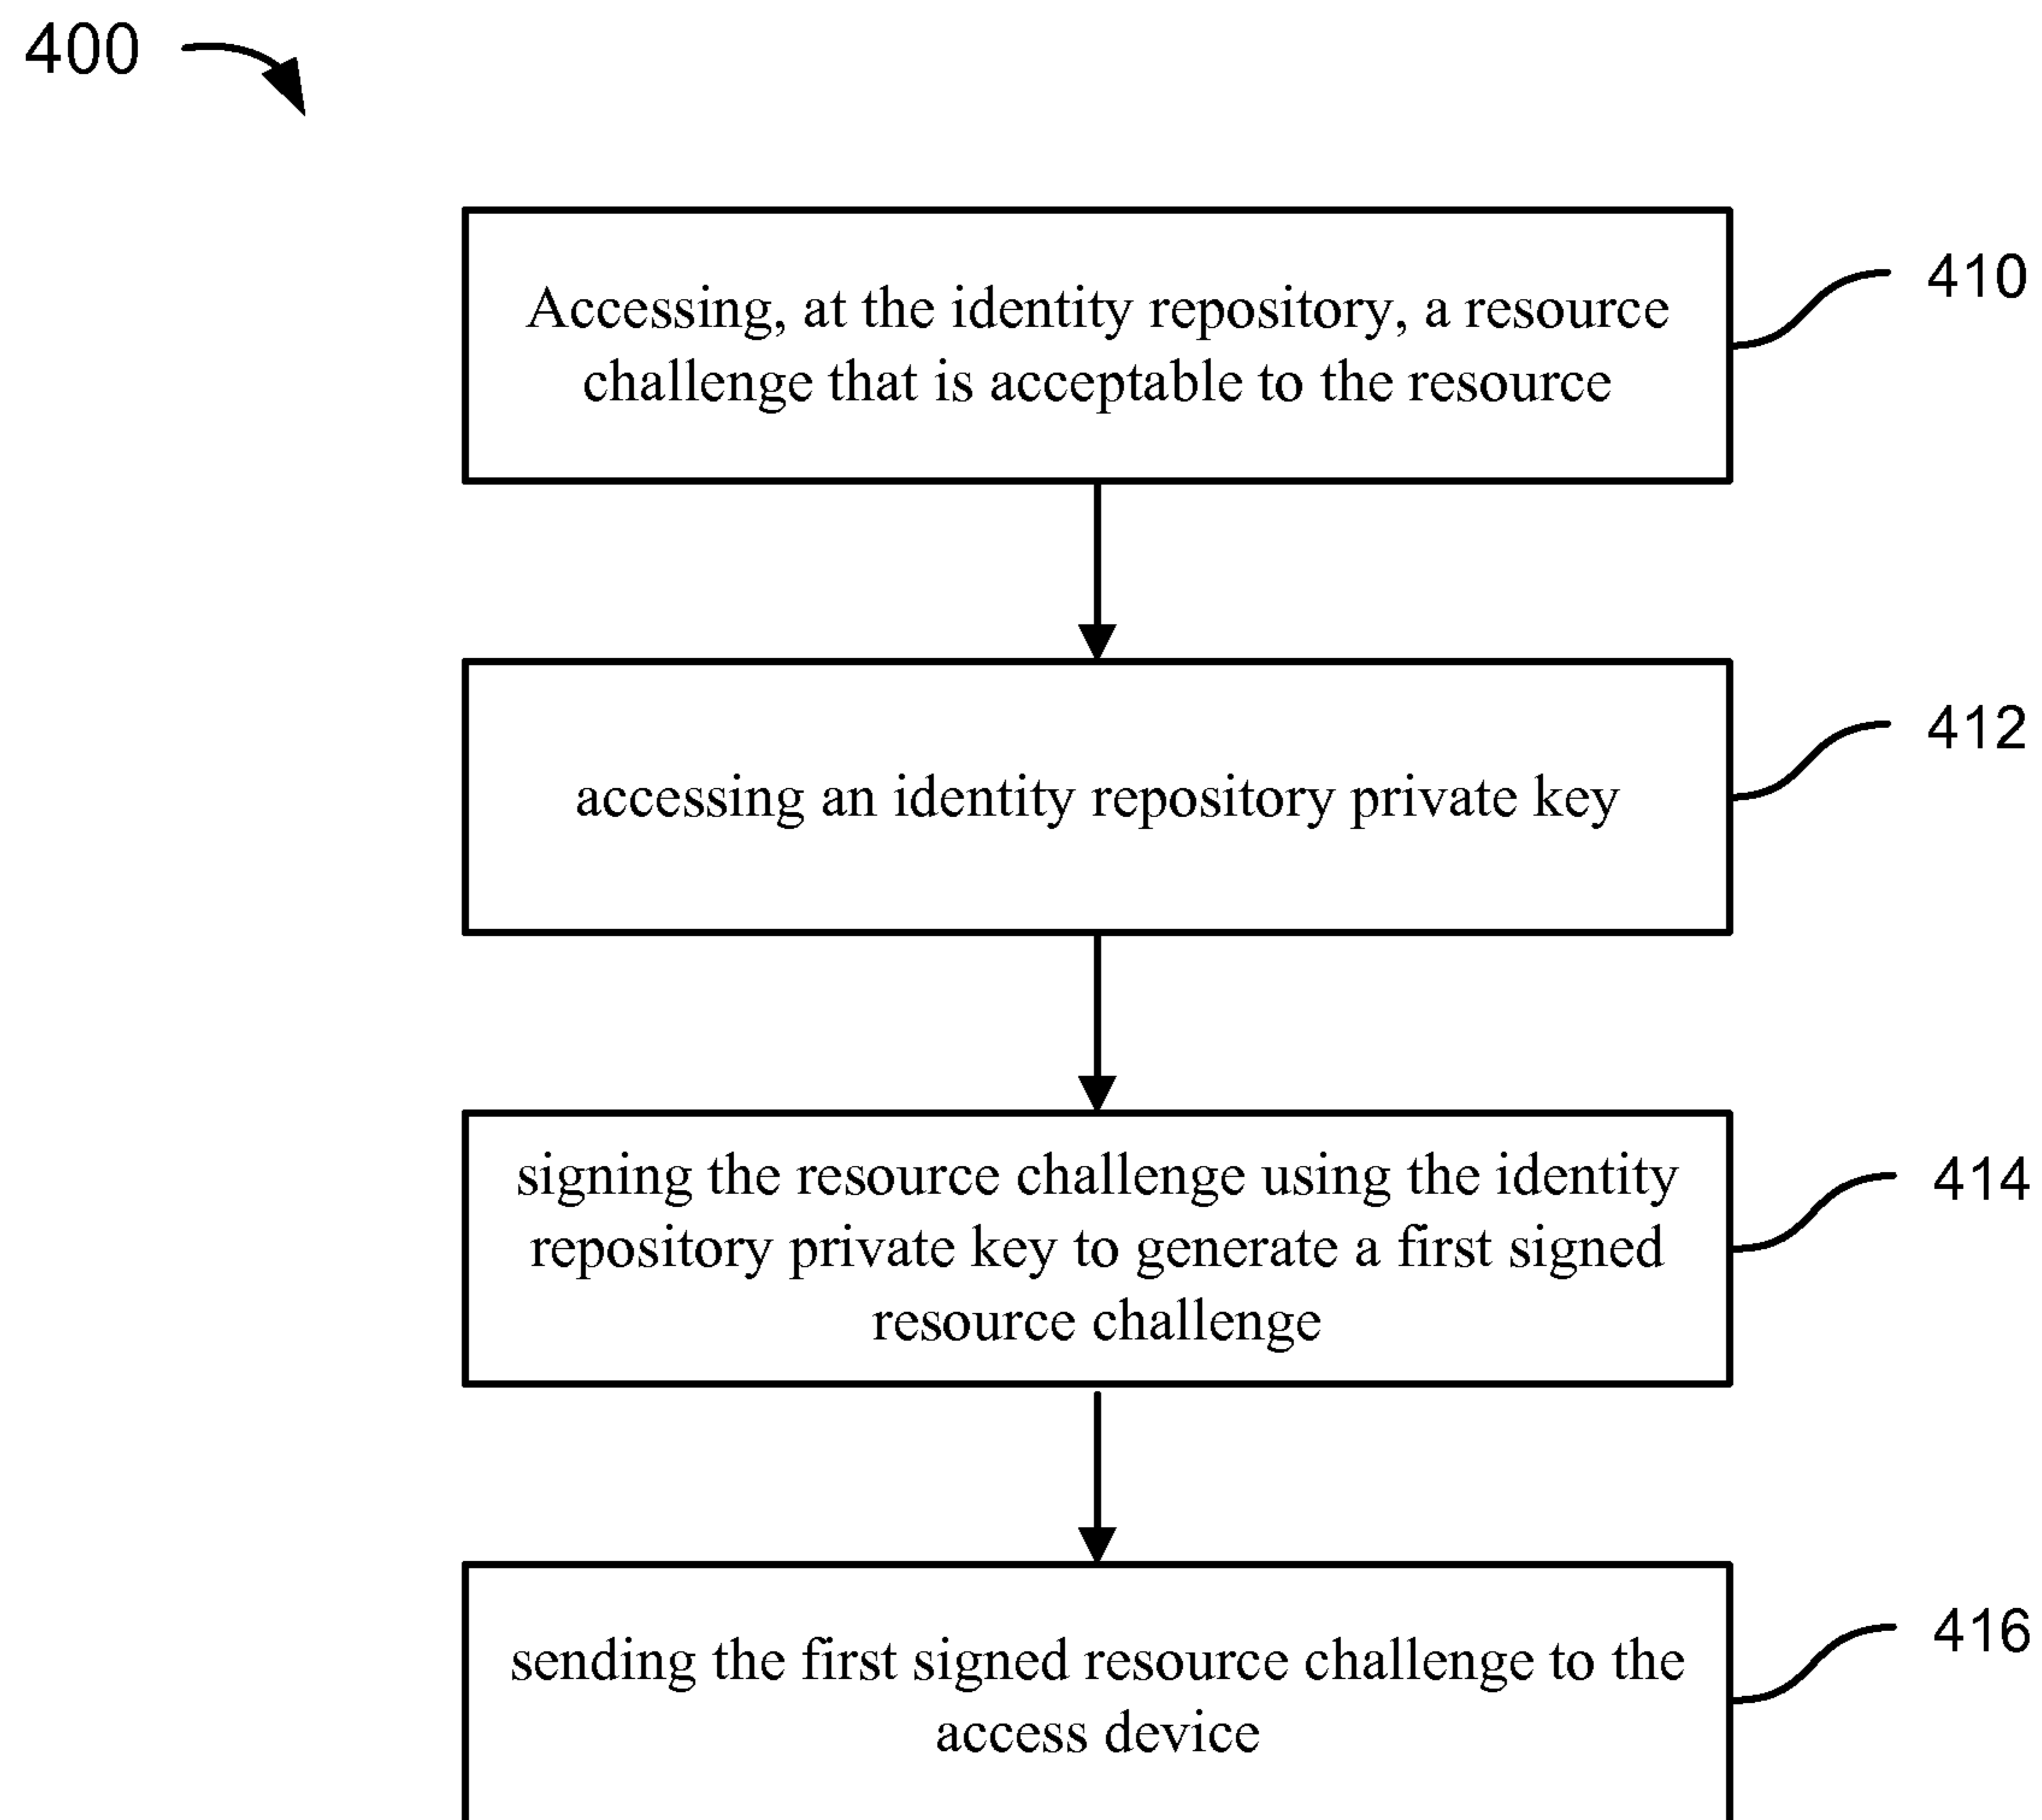 400
Accessing, at the identity repository, a resource
challenge that is acceptable to the resource
410
accessing an identity repository private key
412
signing the resource challenge using the identity
repository private key to generate a first signed
resource challenge
414
sending the first signed resource challenge to the
access device
416